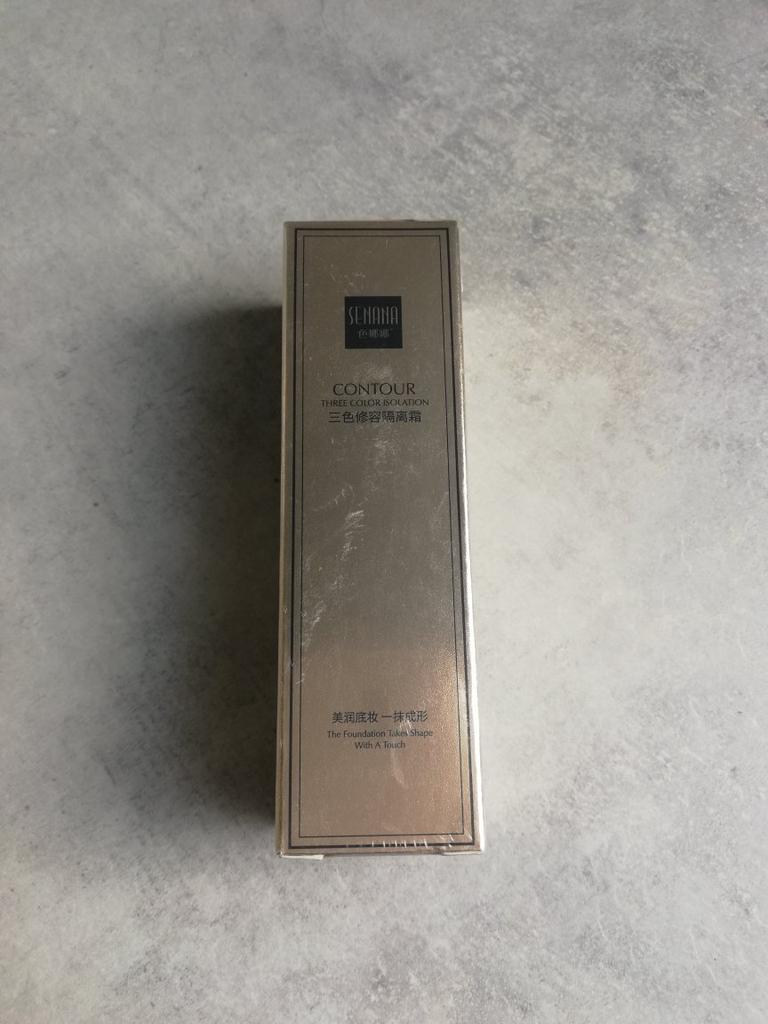 SENANA
色娜娜
CONTOUR
THREE COLOR ISOLATION
三色修容隔离霜
美润底妆 一抹成形
The Foundation Takes Shape
With A Touch